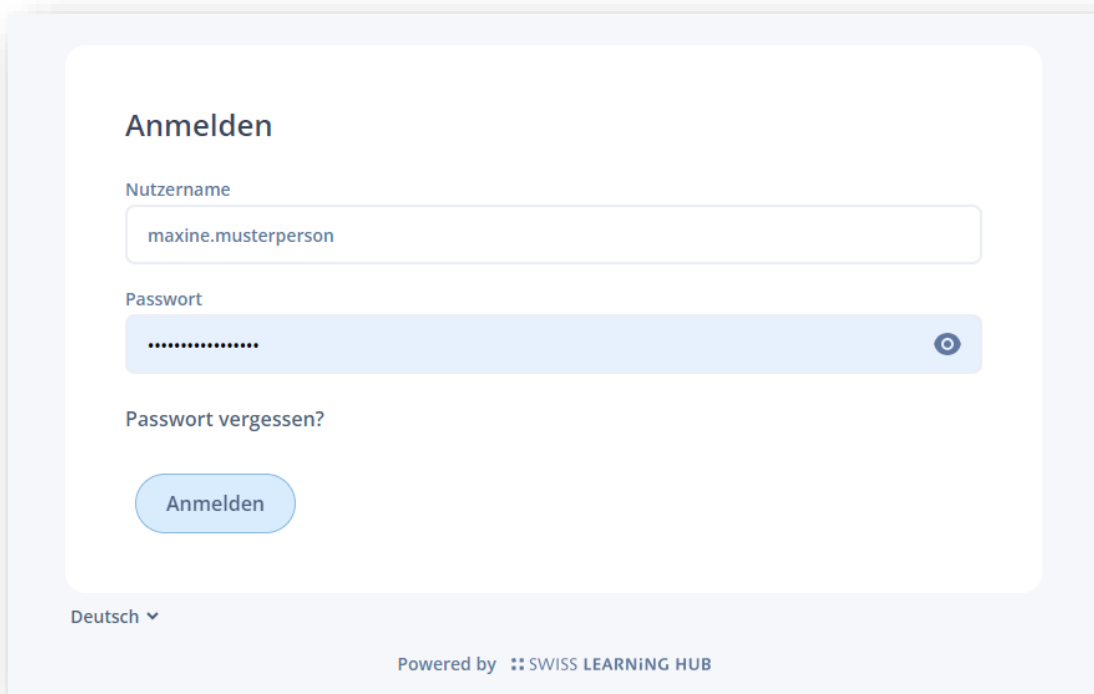 Anmelden
Nutzername
maxine.musterperson
Passwort
•••••••••••••••••
Passwort vergessen?
Anmelden
Deutsch
Powered by SWISS LEARNiNG HUB